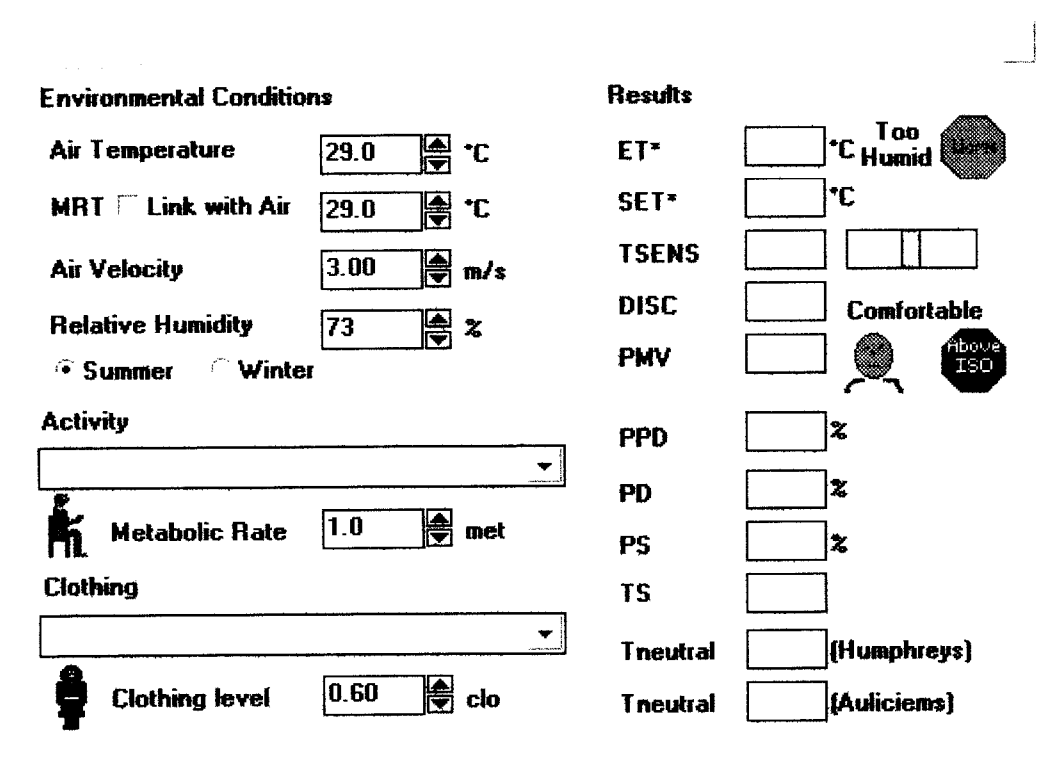 Environmental Conditions
Air Temperature 29.0 °C
MRT Link with Air 29.0 °C
Air Velocity 3.00 m/s
Relative Humidity 73 %
Summer Winter
Activity
Metabolic Rate 1.0 met
Clothing
Clothing level 0.60 clo
Results
ET* °C Too Humid Warm
SET* °C
TSENS
DISC Comfortable
PMV Above ISO
PPD %
PD %
PS %
TS
Tneutral (Humphreys)
Tneutral (Auliciems)